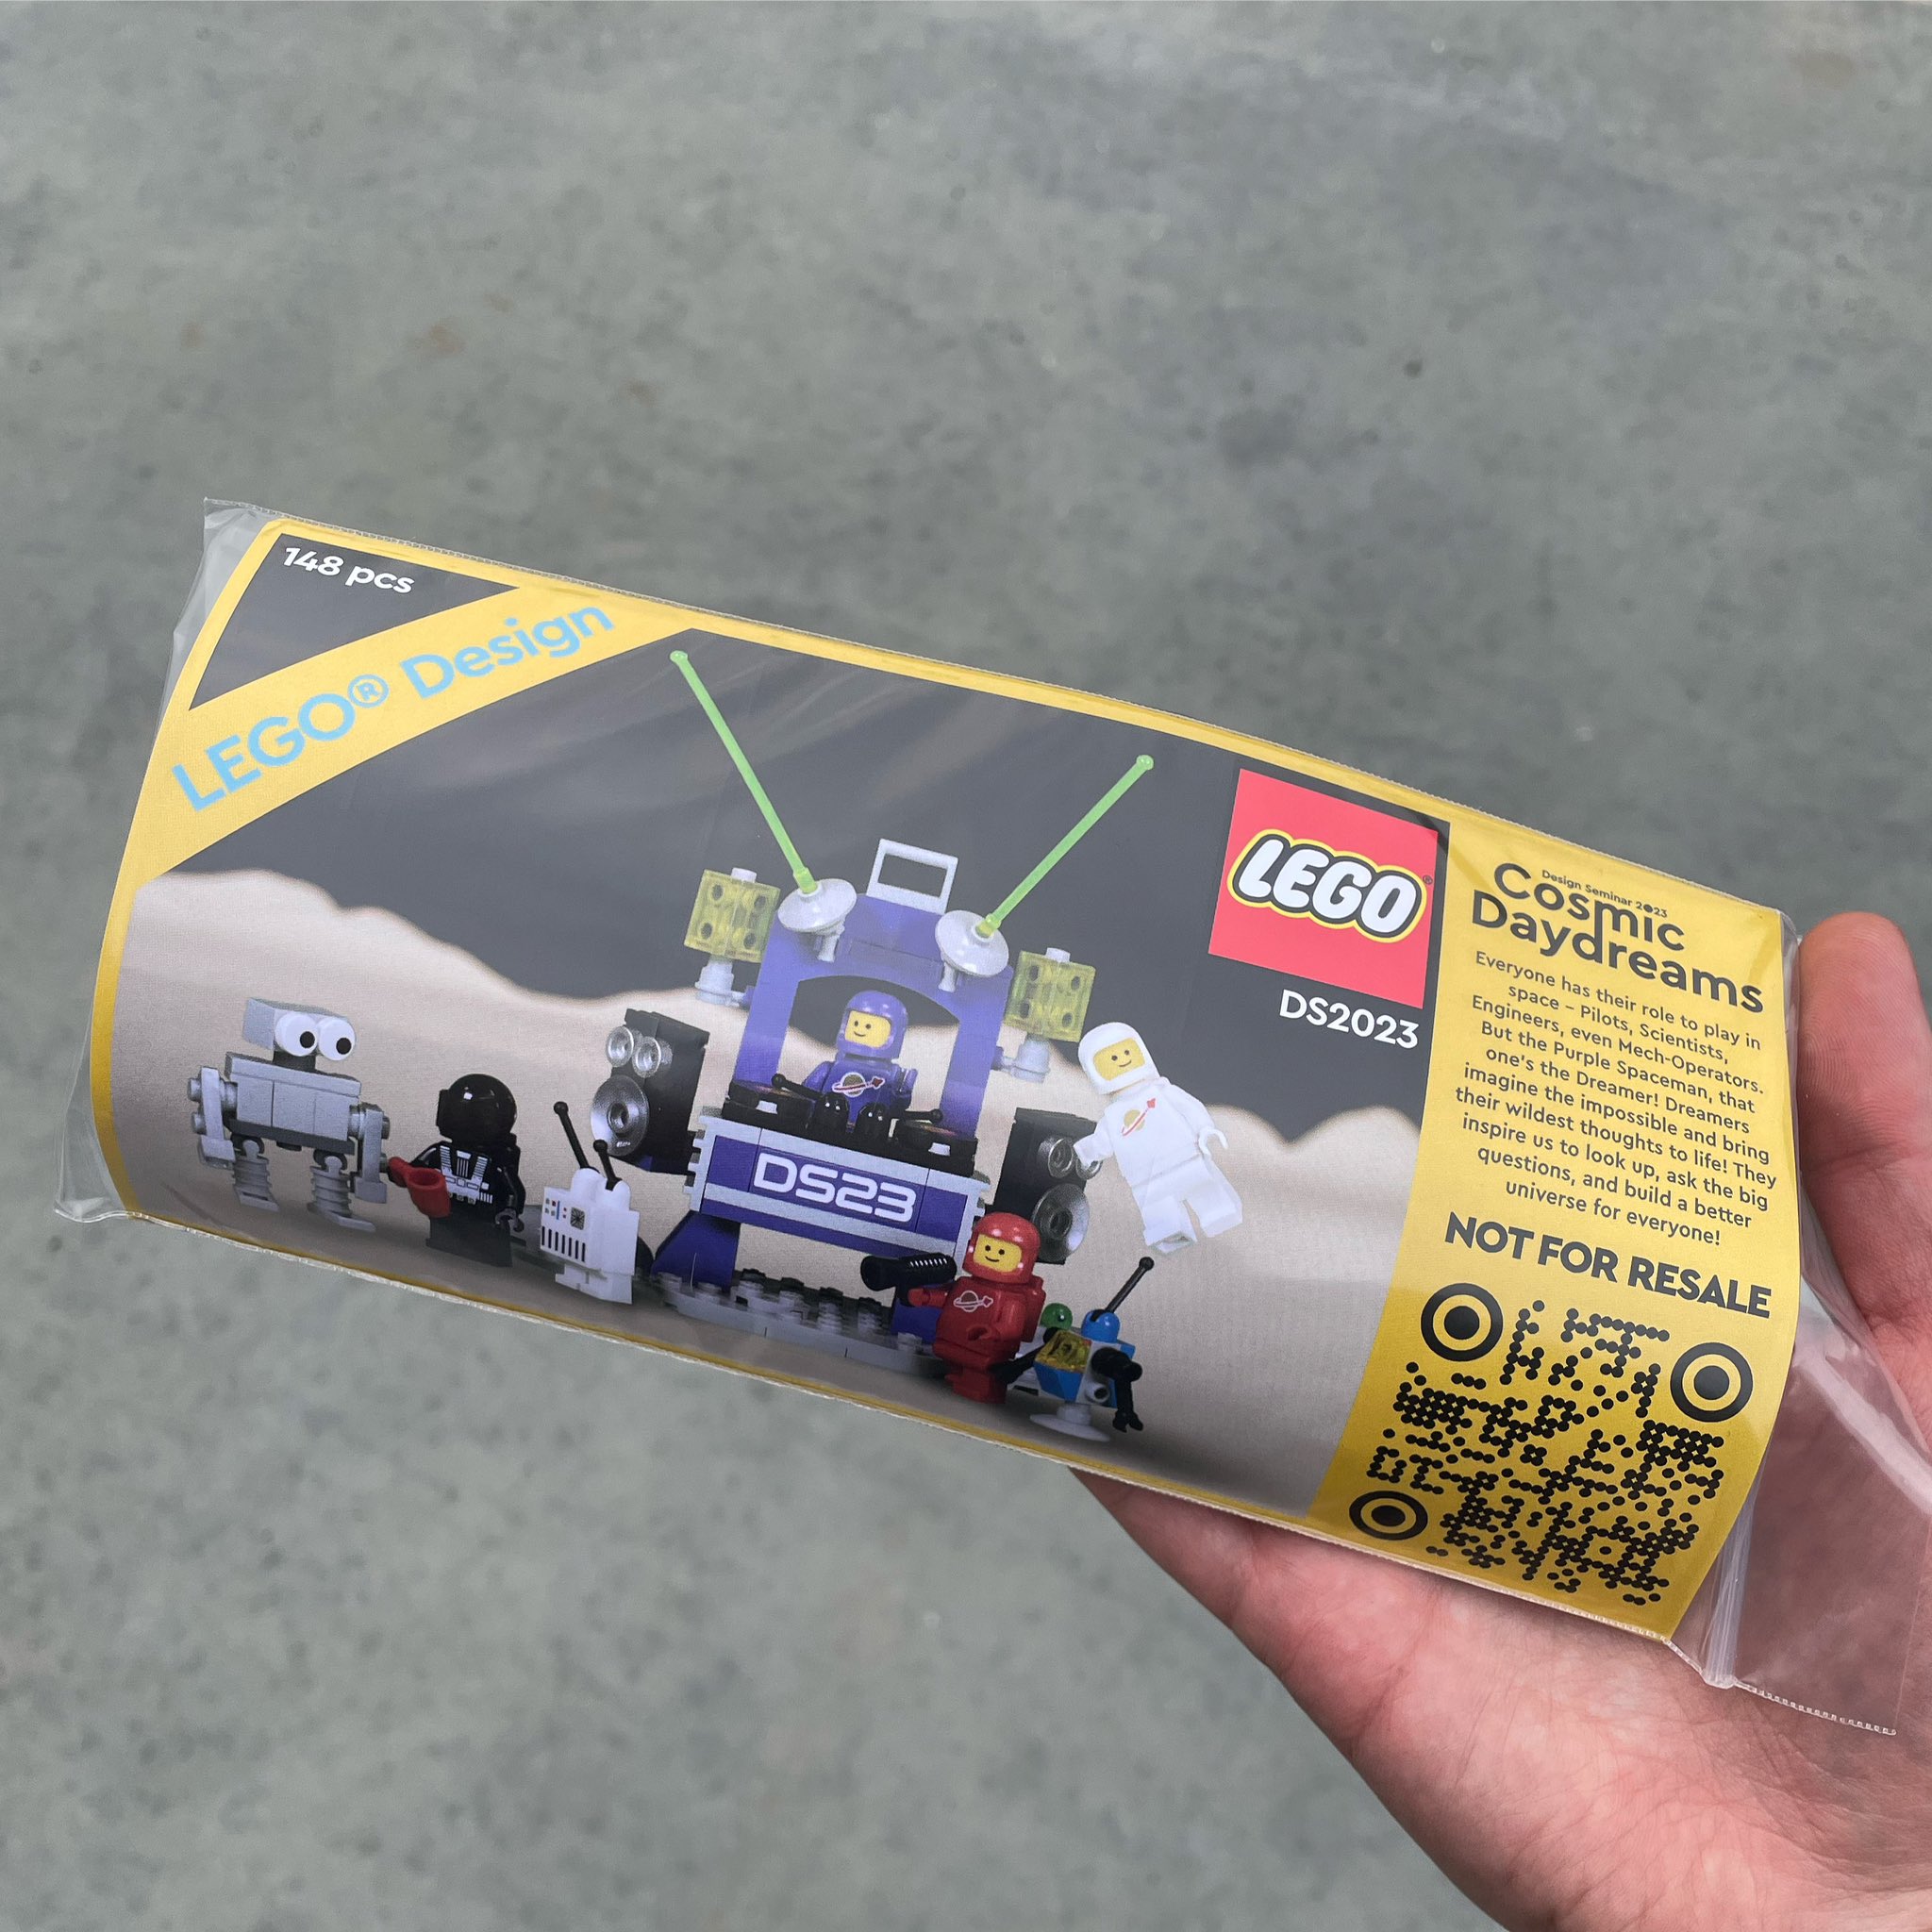 148 pcs
LEGO® Design
LEGO®
DS2023
DS23
Design Seminar 2023
Cosmic
Daydreams
Everyone has their role to play in
space – Pilots, Scientists,
Engineers, even Mech-Operators.
But the Purple Spaceman, that
one's the Dreamer! Dreamers
imagine the impossible and bring
their wildest thoughts to life! They
inspire us to look up, ask the big
questions, and build a better
universe for everyone!
NOT FOR RESALE